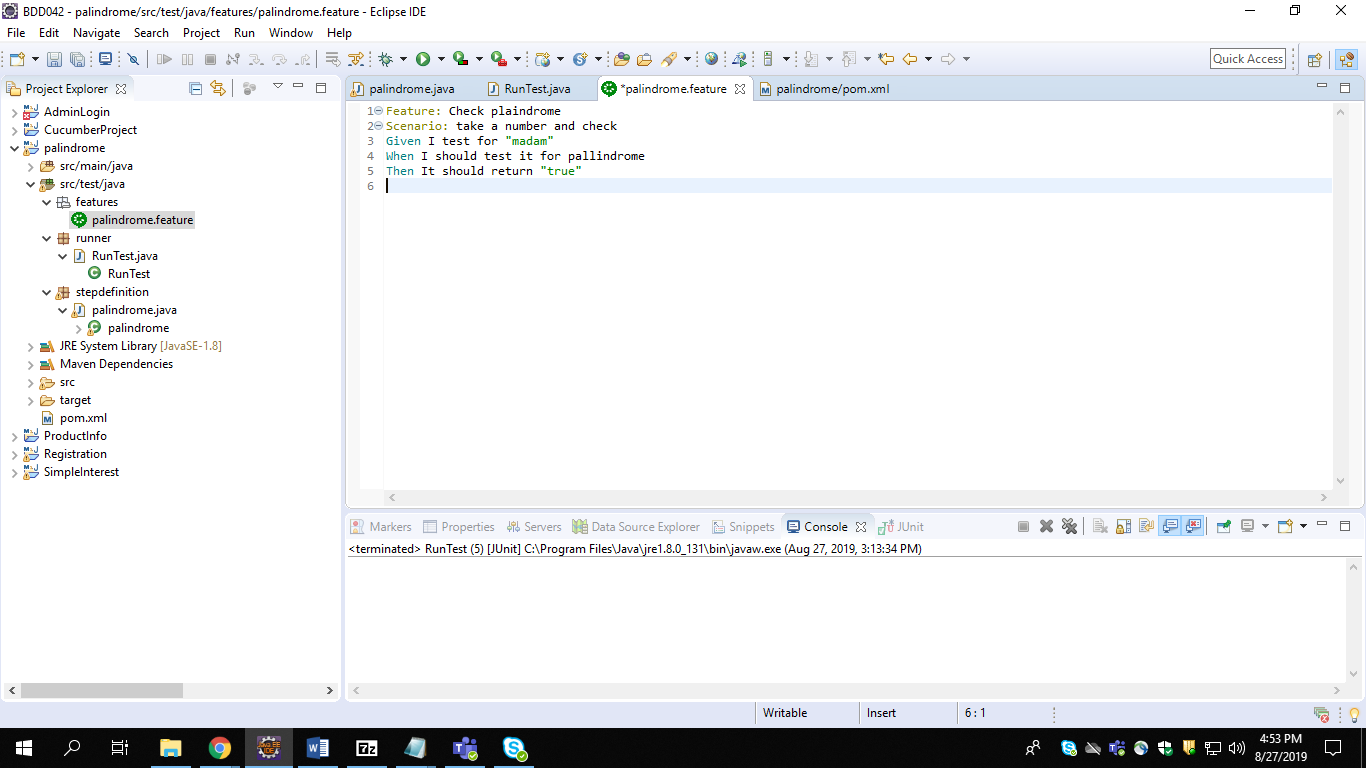 BDD042 - palindrome/src/test/java/features/palindrome.feature - Eclipse IDE
File Edit Navigate Search Project Run Window Help
Quick Access
Project Explorer
AdminLogin
CucumberProject
palindrome
src/main/java
src/test/java
features
palindrome.feature
runner
RunTest.java
RunTest
stepdefinition
palindrome.java
palindrome
JRE System Library [JavaSE-1.8]
Maven Dependencies
src
target
pom.xml
ProductInfo
Registration
SimpleInterest
palindrome.java RunTest.java *palindrome.feature palindrome/pom.xml
1 Feature: Check plaindrome
2 Scenario: take a number and check
3 Given I test for "madam"
4 When I should test it for pallindrome
5 Then It should return "true"
6
Markers Properties Servers Data Source Explorer Snippets Console JUnit
<terminated> RunTest (5) [JUnit] C:\Program Files\Java\jre1.8.0_131\bin\javaw.exe (Aug 27, 2019, 3:13:34 PM)
Writable Insert 6 : 1
4:53 PM
8/27/2019